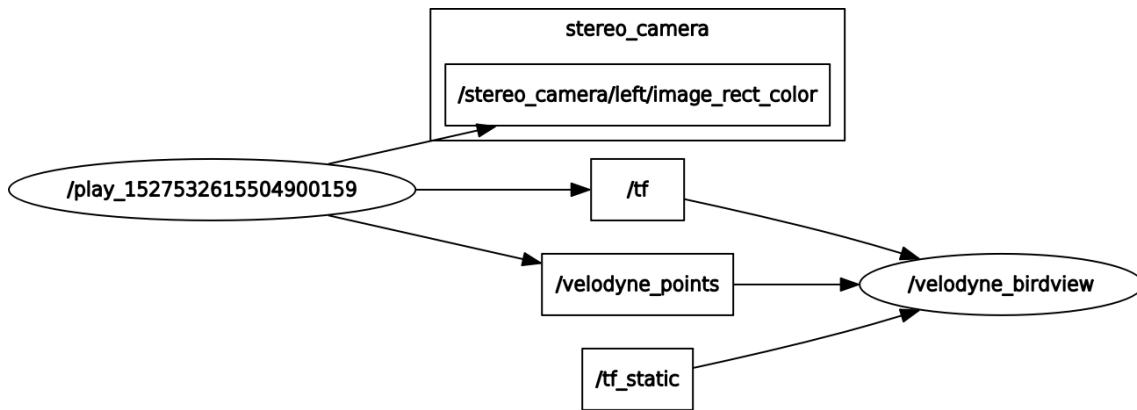 stereo_camera
/stereo_camera/left/image_rect_color
/play_1527532615504900159
/tf
/velodyne_points
/velodyne_birdview
/tf_static